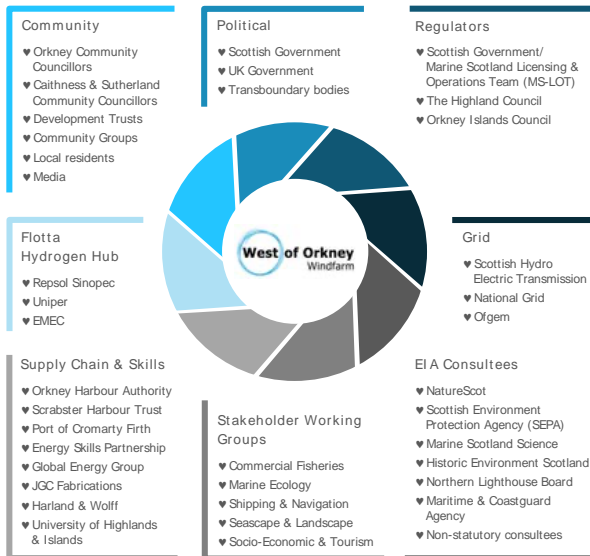 Community
Orkney Community
Councillors
Caithness & Sutherland
Community Councillors
Development Trusts
Community Groups
Local residents
Media
Political
Scottish Government
UK Government
Transboundary bodies
Regulators
Scottish Government/
Marine Scotland Licensing &
Operations Team (MS-LOT)
The Highland Council
Orkney Islands Council
Flotta
Hydrogen Hub
Repsol Sinopec
Uniper
EMEC
West of Orkney
Windfarm
Grid
Scottish Hydro
Electric Transmission
National Grid
Ofgem
Supply Chain & Skills
Orkney Harbour Authority
Scrabster Harbour Trust
Port of Cromarty Firth
Energy Skills Partnership
Global Energy Group
JGC Fabrications
Harland & Wolff
University of Highlands
& Islands
Stakeholder Working
Groups
Commercial Fisheries
Marine Ecology
Shipping & Navigation
Seascape & Landscape
Socio-Economic & Tourism
EIA Consultees
NatureScot
Scottish Environment
Protection Agency (SEPA)
Marine Scotland Science
Historic Environment Scotland
Northern Lighthouse Board
Maritime & Coastguard
Agency
Non-statutory consultees